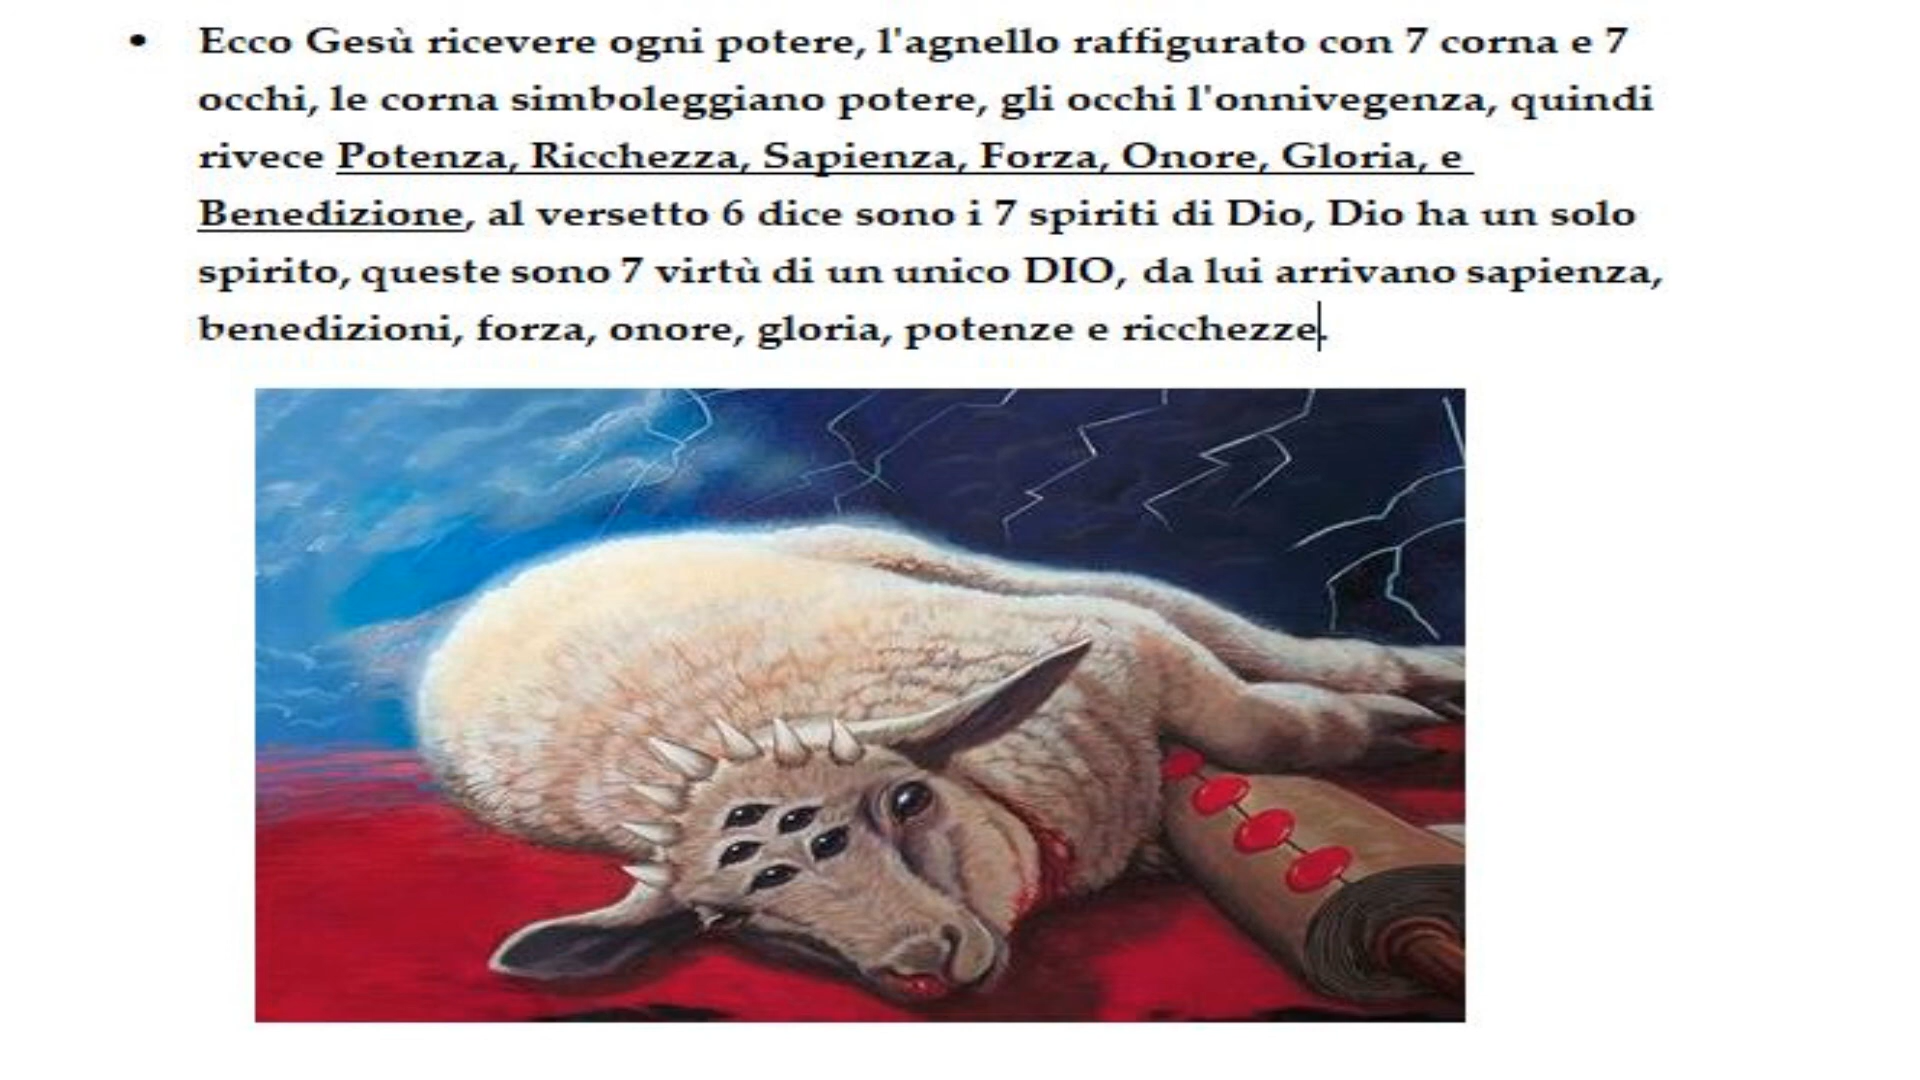 • Ecco Gesù ricevere ogni potere, l'agnello raffigurato con 7 corna e 7
occhi, le corna simboleggiano potere, gli occhi l'onnivegenza, quindi
rivece Potenza, Ricchezza, Sapienza, Forza, Onore, Gloria, e
Benedizione, al versetto 6 dice sono i 7 spiriti di Dio, Dio ha un solo
spirito, queste sono 7 virtù di un unico DIO, da lui arrivano sapienza,
benedizioni, forza, onore, gloria, potenze e ricchezze.